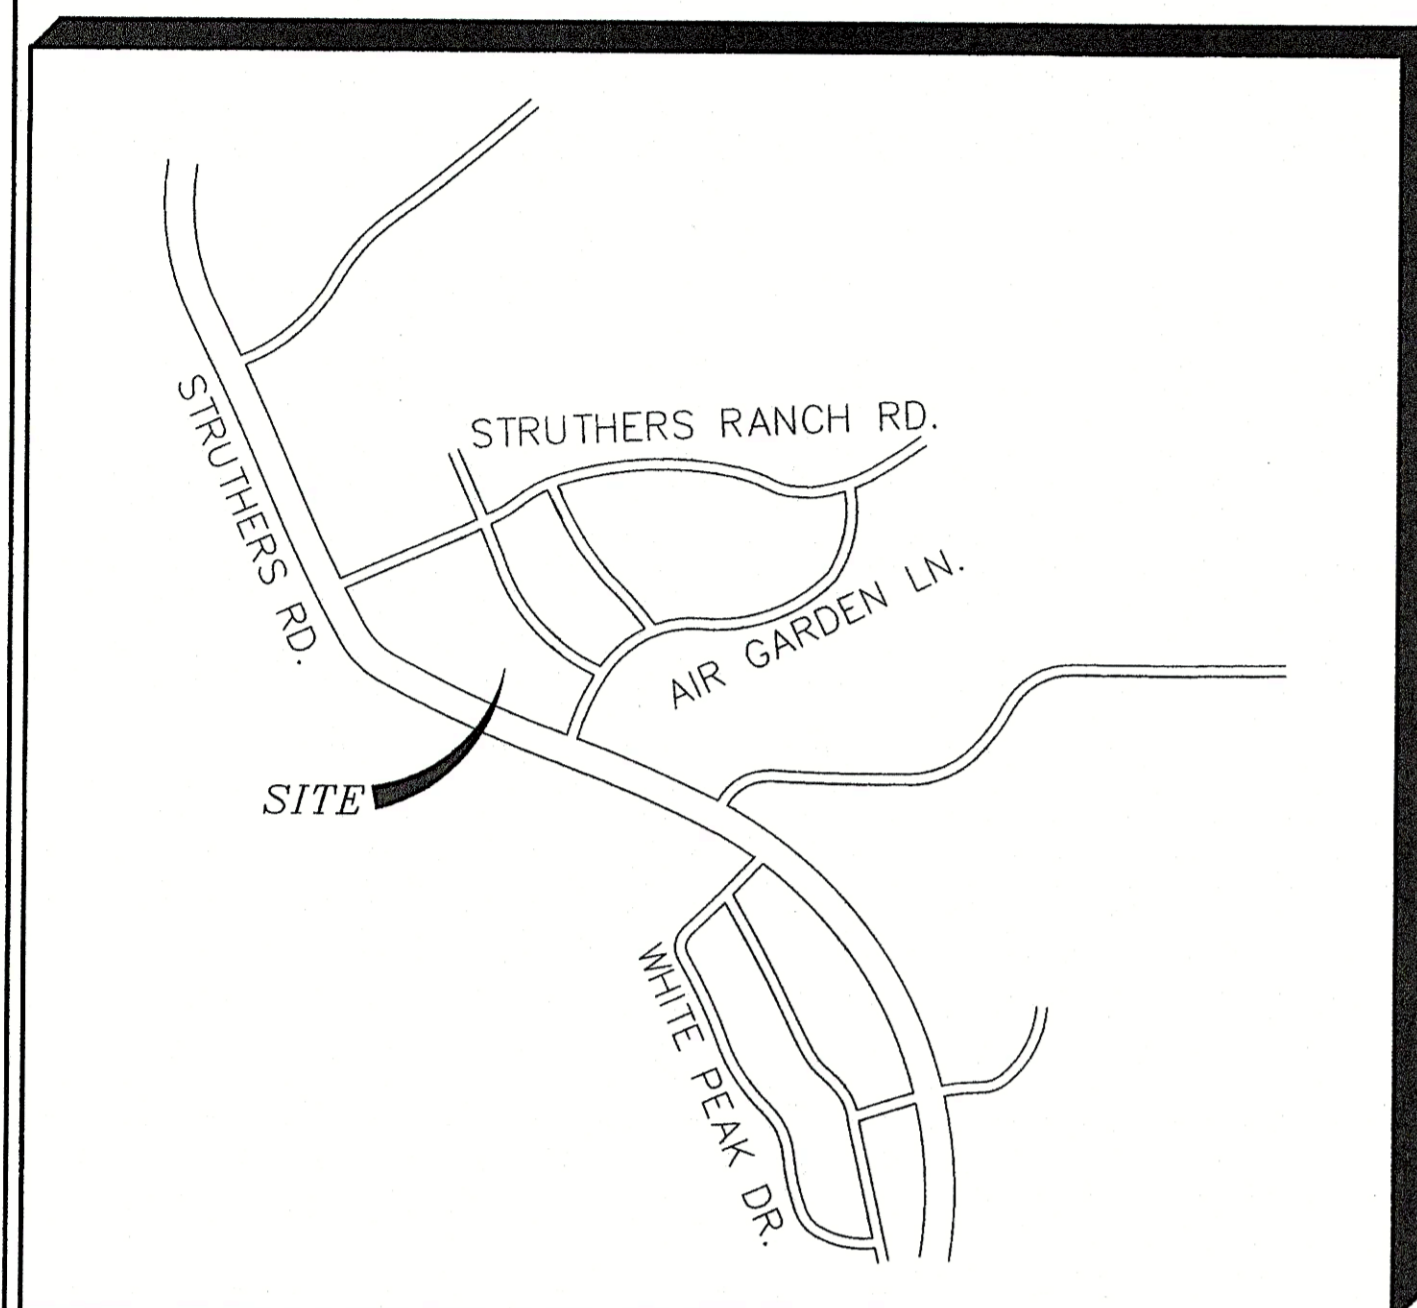 STRUTHERS RD.
STRUTHERS RANCH RD.
AIR GARDEN LN.
SITE
WHITE PEAK DR.